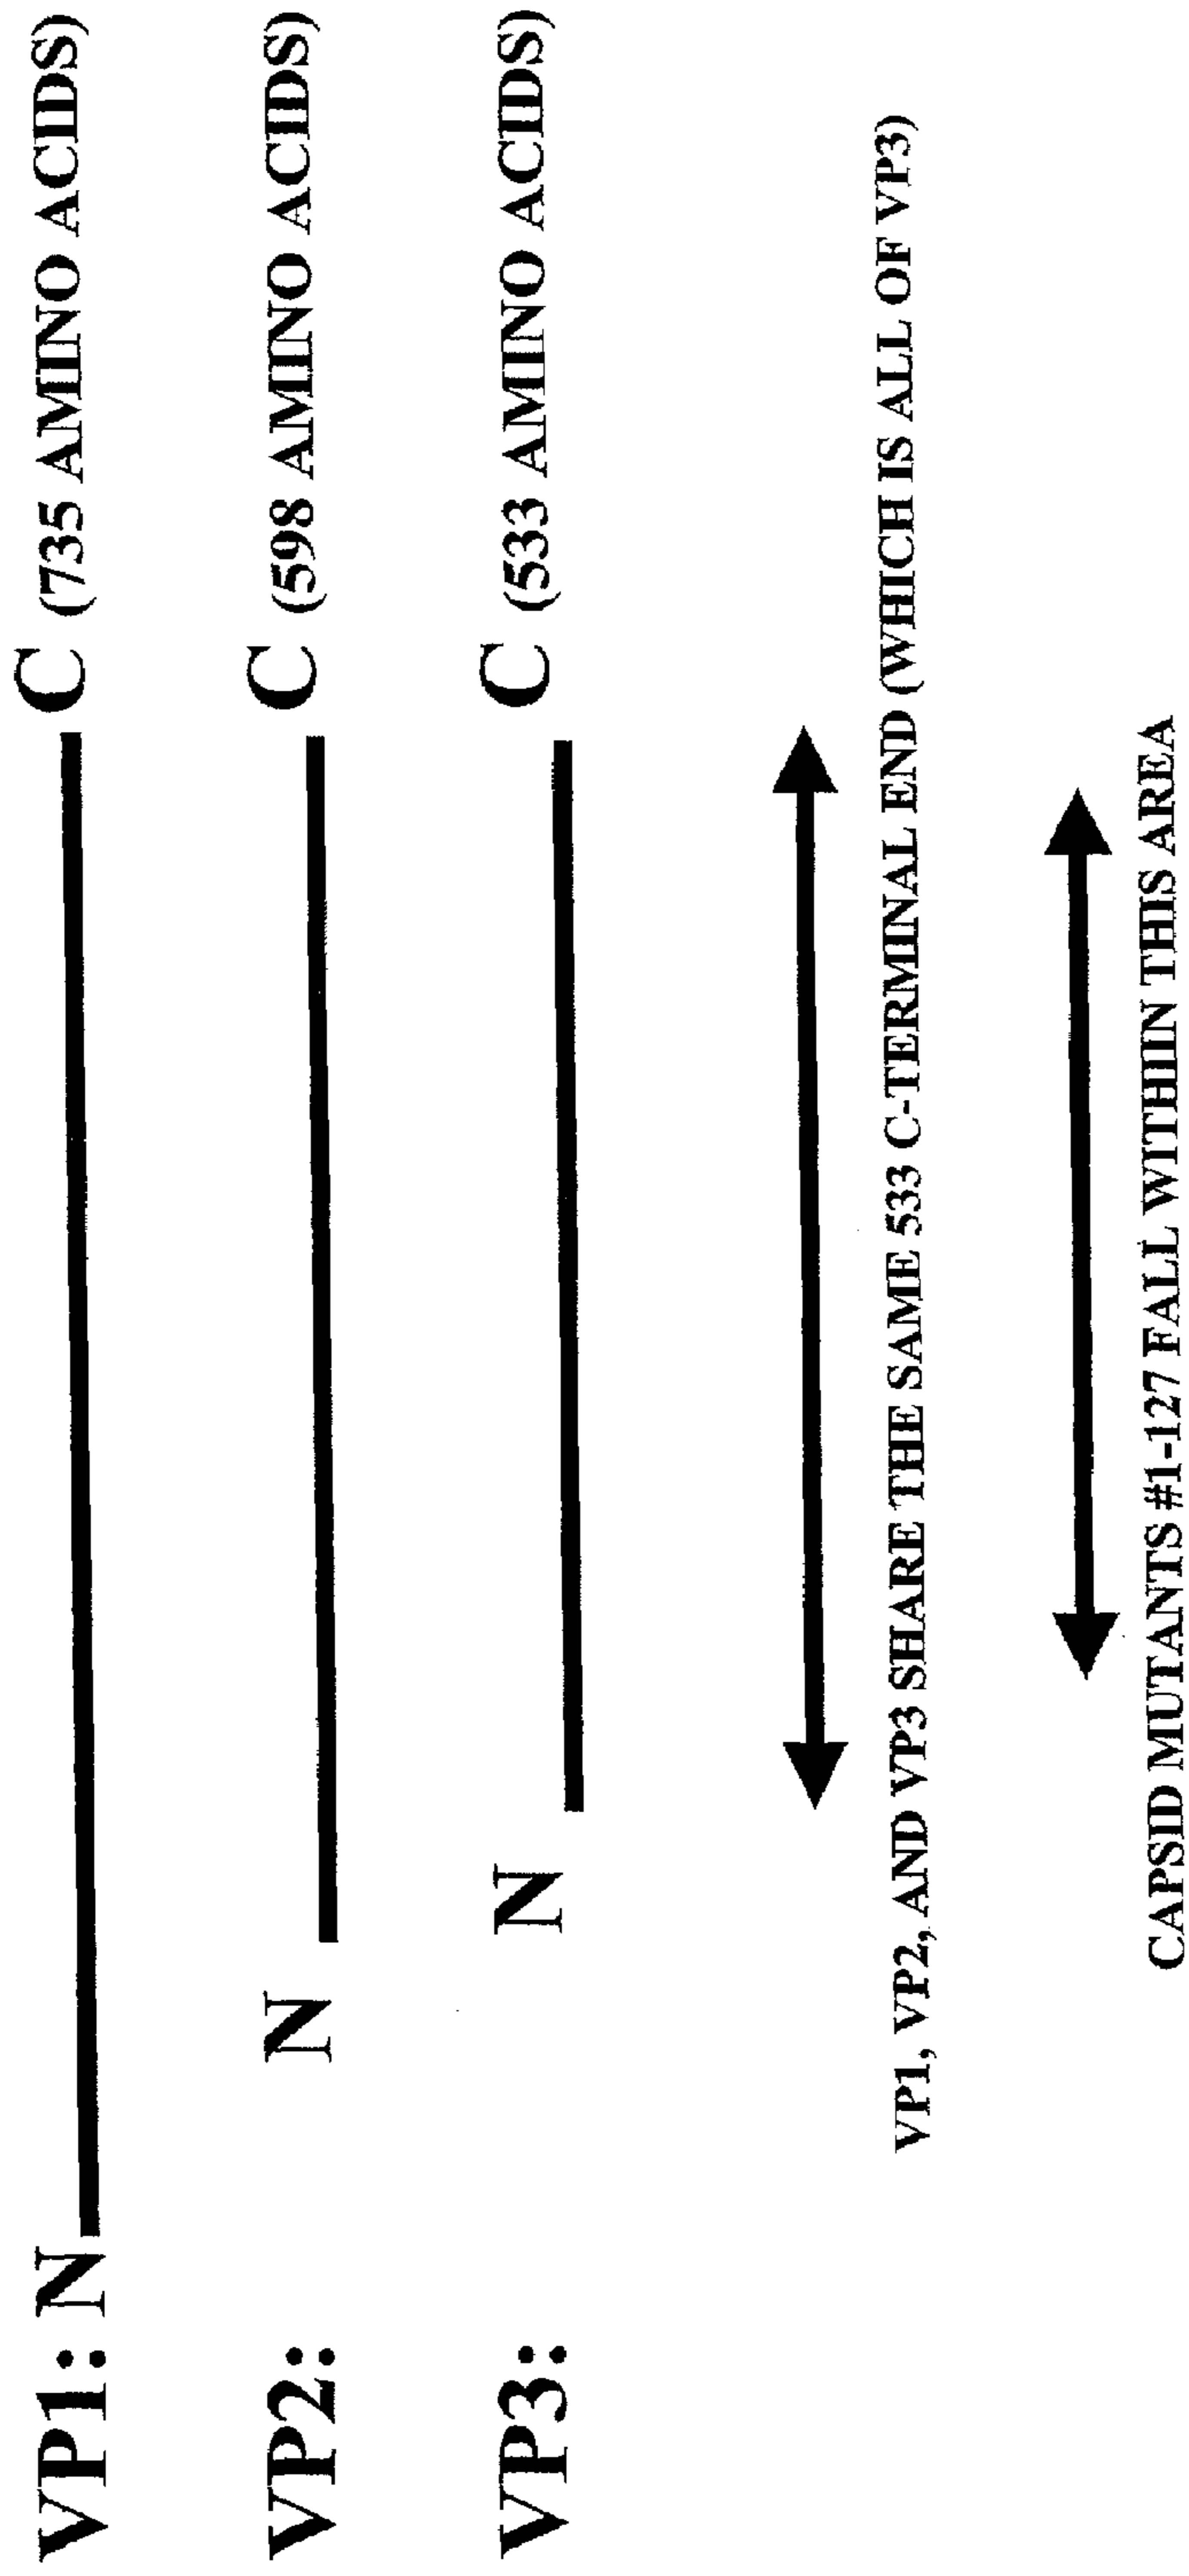 VP1: N C (735 AMINO ACIDS)
VP2: N C (598 AMINO ACIDS)
VP3: N C (533 AMINO ACIDS)
VP1, VP2, AND VP3 SHARE THE SAME 533 C-TERMINAL END (WHICH IS ALL OF VP3)
CAPSID MUTANTS #1-127 FALL WITHIN THIS AREA